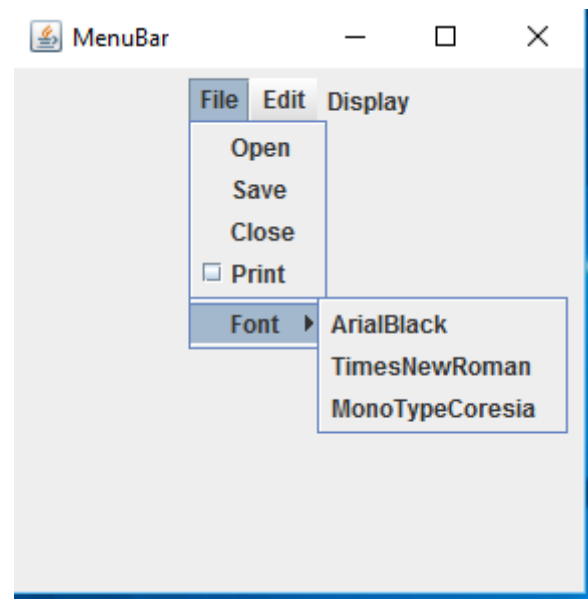 MenuBar
File Edit Display
Open
Save
Close
Print
Font ArialBlack
TimesNewRoman
MonoTypeCoresia